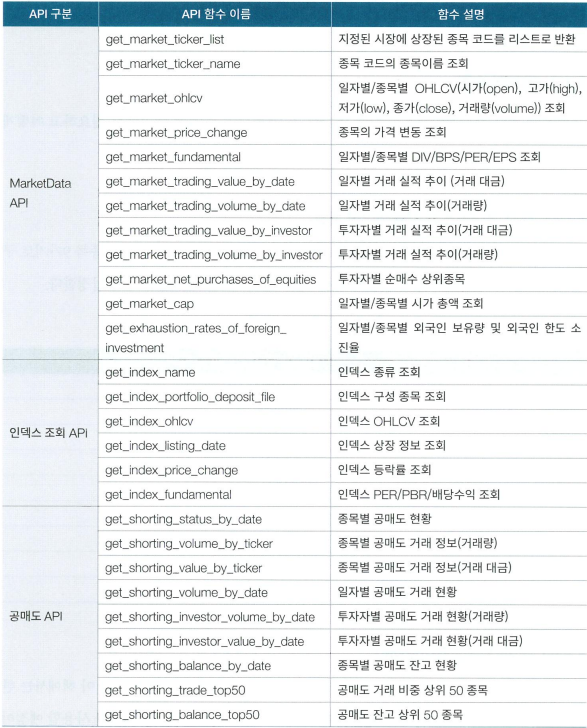 API 구분 API 함수 이름 함수 설명
MarketData API
get_market_ticker_list 지정된 시장에 상장된 종목 코드를 리스트로 반환
get_market_ticker_name 종목 코드의 종목이름 조회
get_market_ohlcv 일자별/종목별 OHLCV(시가(open), 고가(high),
저가(low), 종가(close), 거래량(volume)) 조회
get_market_price_change 종목의 가격 변동 조회
get_market_fundamental 일자별/종목별 DIV/BPS/PER/EPS 조회
get_market_trading_value_by_date 일자별 거래 실적 추이 (거래 대금)
get_market_trading_volume_by_date 일자별 거래 실적 추이(거래량)
get_market_trading_value_by_investor 투자자별 거래 실적 추이(거래 대금)
get_market_trading_volume_by_investor 투자자별 거래 실적 추이(거래량)
get_market_net_purchases_of_equities 투자자별 순매수 상위종목
get_market_cap 일자별/종목별 시가 총액 조회
get_exhaustion_rates_of_foreign_ 일자별/종목별 외국인 보유량 및 외국인 한도 소
investment 진율
인덱스 조회 API
get_index_name 인덱스 종류 조회
get_index_portfolio_deposit_file 인덱스 구성 종목 조회
get_index_ohlcv 인덱스 OHLCV 조회
get_index_listing_date 인덱스 상장 정보 조회
get_index_price_change 인덱스 등락률 조회
get_index_fundamental 인덱스 PER/PBR/배당수익 조회
공매도 API
get_shorting_status_by_date 종목별 공매도 현황
get_shorting_volume_by_ticker 종목별 공매도 거래 정보(거래량)
get_shorting_value_by_ticker 종목별 공매도 거래 정보(거래 대금)
get_shorting_volume_by_date 일자별 공매도 거래 현황
get_shorting_investor_volume_by_date 투자자별 공매도 거래 현황(거래량)
get_shorting_investor_value_by_date 투자자별 공매도 거래 현황(거래 대금)
get_shorting_balance_by_date 종목별 공매도 잔고 현황
get_shorting_trade_top50 공매도 거래 비중 상위 50 종목
get_shorting_balance_top50 공매도 잔고 상위 50 종목